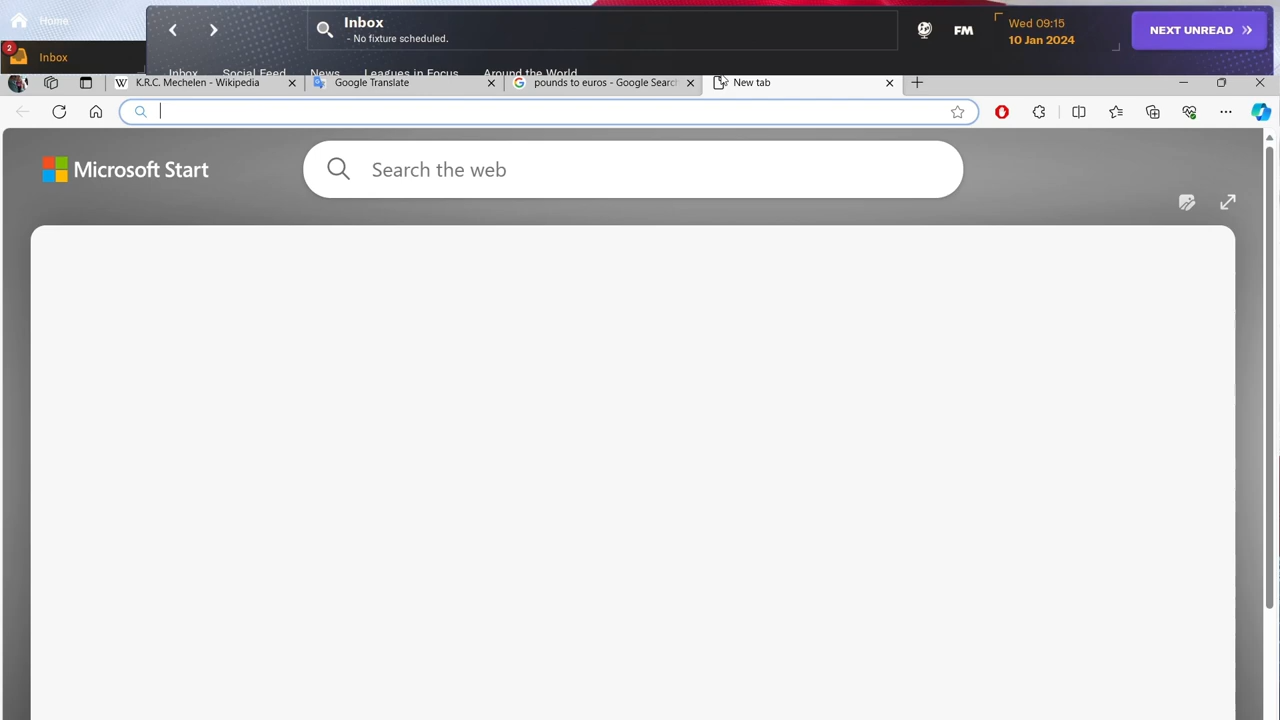 Home
Inbox
- No fixture scheduled.
FM
Wed 09:15
10 Jan 2024
NEXT UNREAD
2
Inbox
Inbox Social Feed News Leagues in Focus Around the World
K.R.C. Mechelen - Wikipedia
Google Translate
pounds to euros - Google Search
New tab
Microsoft Start
Search the web